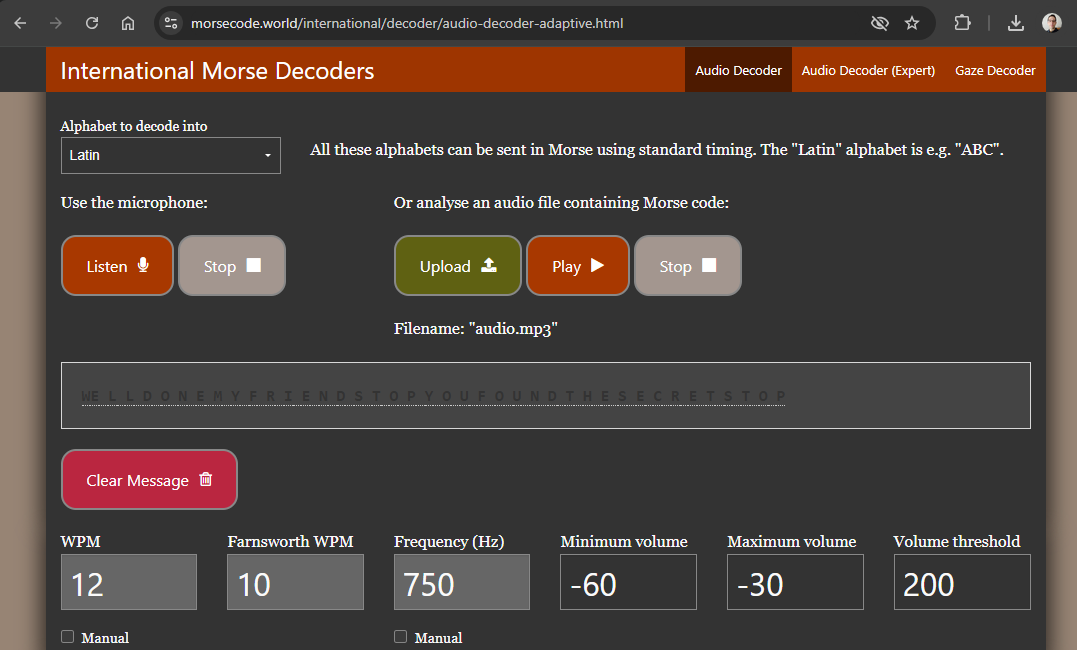 morsecode.world/international/decoder/audio-decoder-adaptive.html
International Morse Decoders
Audio Decoder
Audio Decoder (Expert)
Gaze Decoder
Alphabet to decode into
Latin
All these alphabets can be sent in Morse using standard timing. The "Latin" alphabet is e.g. "ABC".
Use the microphone:
Or analyse an audio file containing Morse code:
Listen
Stop
Upload
Play
Stop
Filename: "audio.mp3"
WE L L D O N E M Y F R I E N D S T O P Y O U F O U N D T H E S E C R E T S T O P
Clear Message
WPM
Farnsworth WPM
Frequency (Hz)
Minimum volume
Maximum volume
Volume threshold
12
10
750
-60
-30
200
Manual
Manual